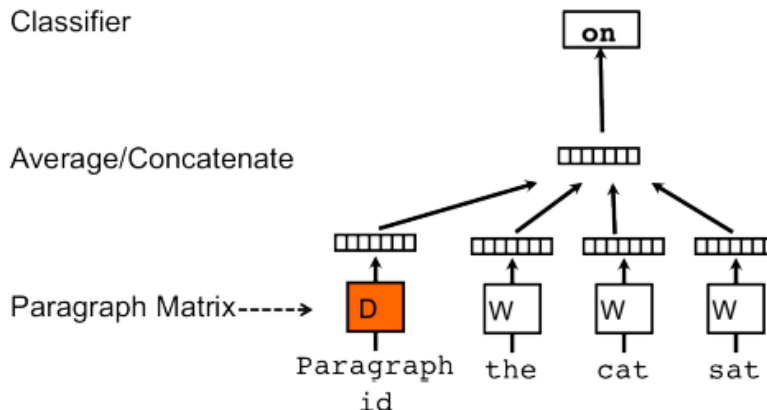 Classifier
on
Average/Concatenate
Paragraph Matrix
D
W
W
W
Paragraph
id
the
cat
sat